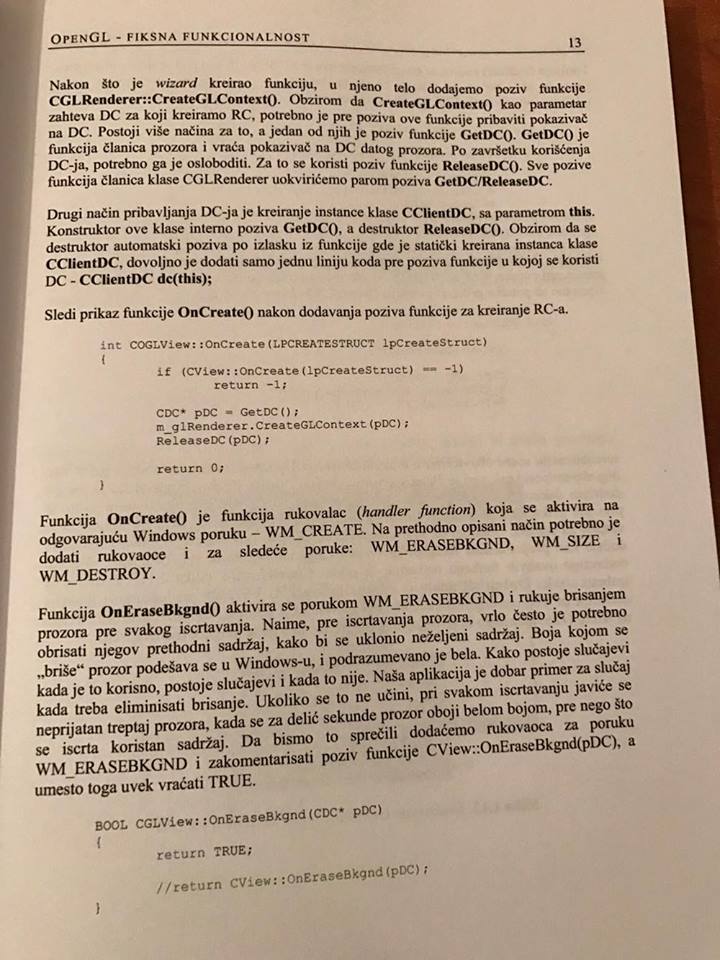 OPENGL - FIKSNA FUNKCIONALNOST 13
Nakon što je wizard kreirao funkciju, u njeno telo dodajemo poziv funkcije
CGLRenderer::CreateGLContext(). Obzirom da CreateGLContext() kao parametar
zahteva DC za koji kreiramo RC, potrebno je pre poziva ove funkcije pribaviti pokazivač
na DC. Postoji više načina za to, a jedan od njih je poziv funkcije GetDC(). GetDC() je
funkcija članica prozora i vraća pokazivač na DC datog prozora. Po završetku korišćenja
DC-ja, potrebno ga je osloboditi. Za to se koristi poziv funkcije ReleaseDC(). Sve pozive
funkcija članica klase CGLRenderer uokvirićemo parom poziva GetDC/ReleaseDC.
Drugi način pribavljanja DC-ja je kreiranje instance klase CClientDC, sa parametrom this.
Konstruktor ove klase interno poziva GetDC(), a destruktor ReleaseDC(). Obzirom da se
destruktor automatski poziva po izlasku iz funkcije gde je statički kreirana instanca klase
CClientDC, dovoljno je dodati samo jednu liniju koda pre poziva funkcije u kojoj se koristi
DC - CClientDC dc(this);
Sledi prikaz funkcije OnCreate() nakon dodavanja poziva funkcije za kreiranje RC-a.
int COGLView::OnCreate(LPCREATESTRUCT lpCreateStruct)
{
if (CView::OnCreate(lpCreateStruct) == -1)
return -1;
CDC* pDC = GetDC();
m_glRenderer.CreateGLContext(pDC);
ReleaseDC(pDC);
return 0;
}
Funkcija OnCreate() je funkcija rukovalac (handler function) koja se aktivira na
odgovarajuću Windows poruku – WM_CREATE. Na prethodno opisani način potrebno je
dodati rukovaoce i za sledeće poruke: WM_ERASEBKGND, WM_SIZE i
WM_DESTROY.
Funkcija OnEraseBkgnd() aktivira se porukom WM_ERASEBKGND i rukuje brisanjem
prozora pre svakog iscrtavanja. Naime, pre iscrtavanja prozora, vrlo često je potrebno
obrisati njegov prethodni sadržaj, kako bi se uklonio neželjeni sadržaj. Boja kojom se
„briše“ prozor podešava se u Windows-u, i podrazumevano je bela. Kako postoje slučajevi
kada je to korisno, postoje slučajevi i kada to nije. Naša aplikacija je dobar primer za slučaj
kada treba eliminisati brisanje. Ukoliko se to ne učini, pri svakom iscrtavanju javiće se
neprijatan treptaj prozora, kada se za delić sekunde prozor oboji belom bojom, pre nego što
se iscrta koristan sadržaj. Da bismo to sprečili dodaćemo rukovaoca za poruku
WM_ERASEBKGND i zakomentarisati poziv funkcije CView::OnEraseBkgnd(pDC), a
umesto toga uvek vraćati TRUE.
BOOL CGLView::OnEraseBkgnd(CDC* pDC)
{
return TRUE;
//return CView::OnEraseBkgnd(pDC);
}